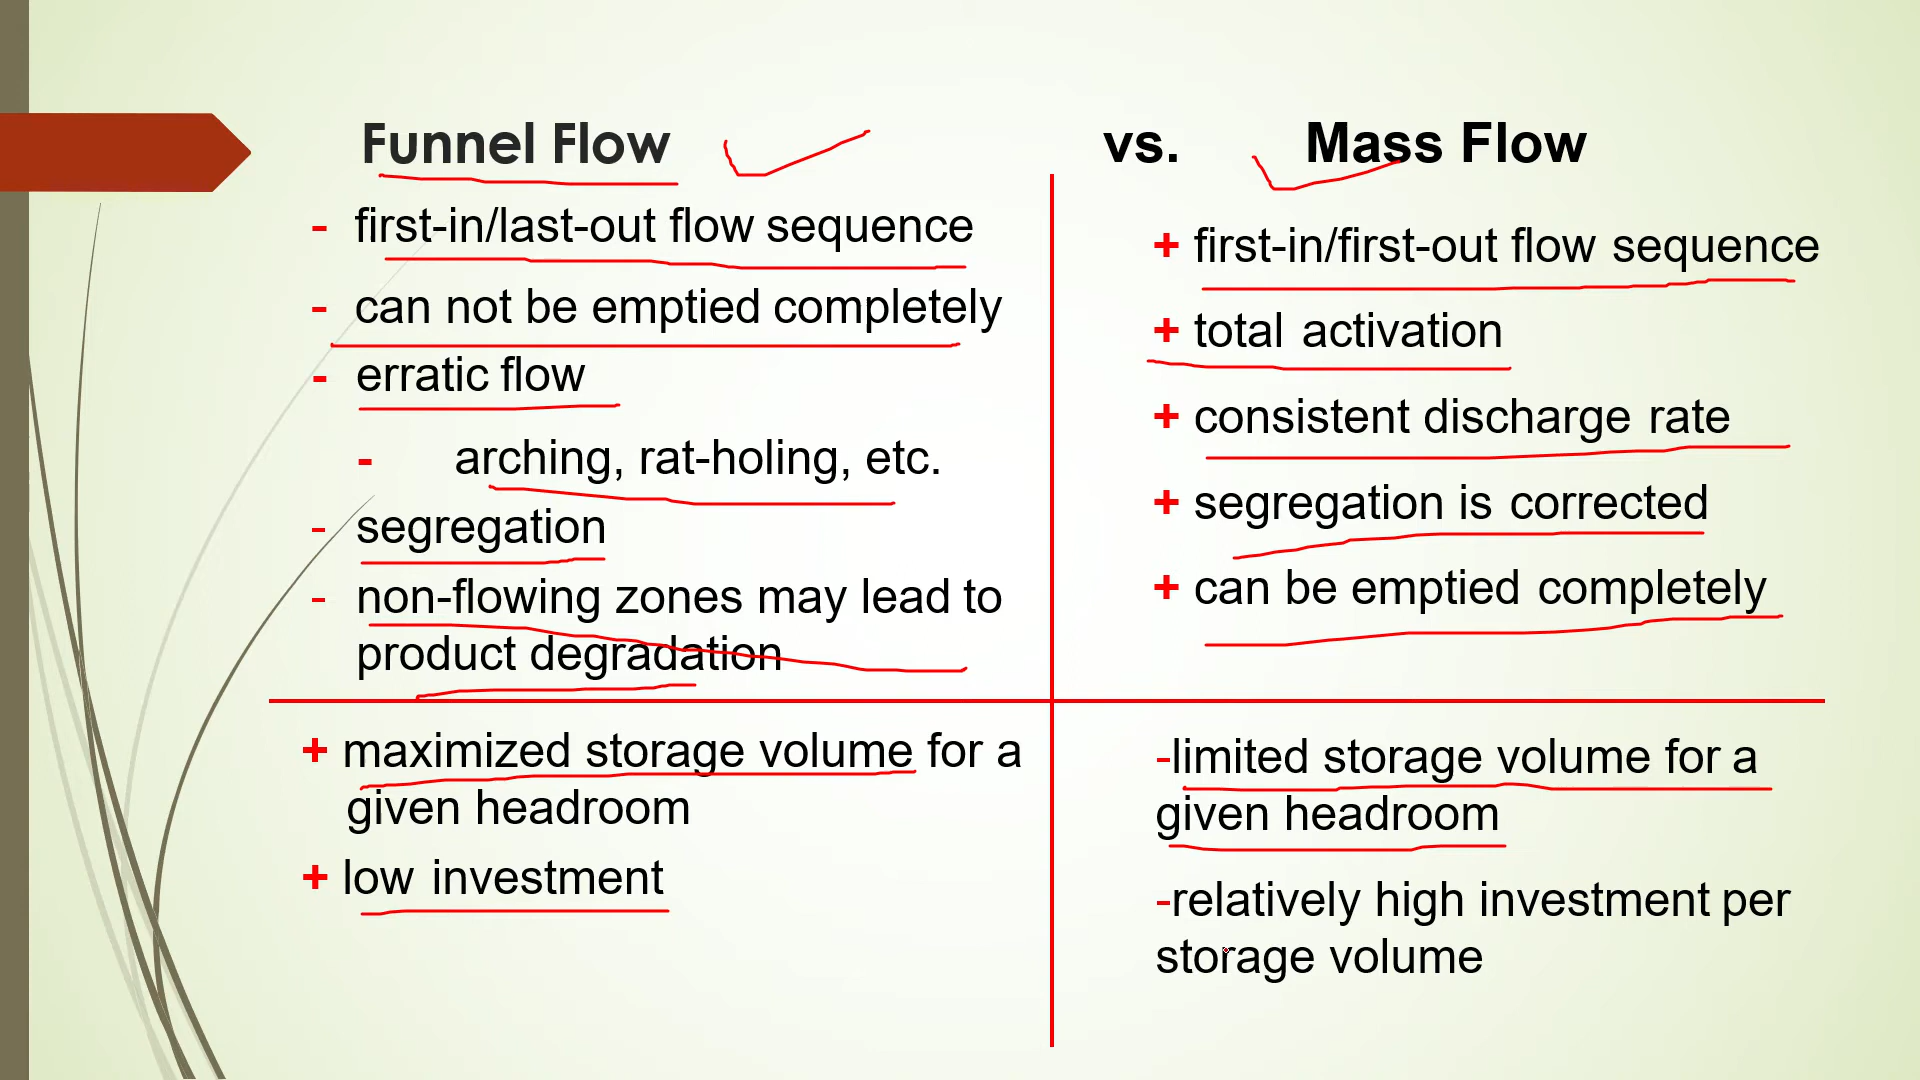 Funnel Flow vs. Mass Flow
- first-in/last-out flow sequence
- can not be emptied completely
- erratic flow
- arching, rat-holing, etc.
- segregation
- non-flowing zones may lead to
product degradation
+ maximized storage volume for a
given headroom
+ low investment
+ first-in/first-out flow sequence
+ total activation
+ consistent discharge rate
+ segregation is corrected
+ can be emptied completely
-limited storage volume for a
given headroom
-relatively high investment per
storage volume